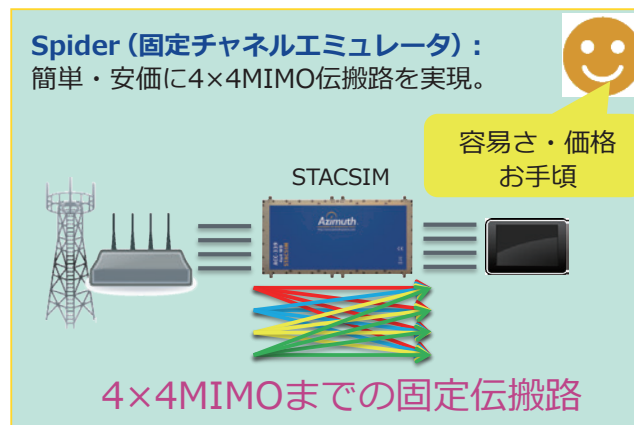 Spider（固定チャネルエミュレータ）：
簡単・安価に4×4MIMO伝搬路を実現。
容易さ・価格
お手頃
STACSIM
Azimuth
STACSIM
4×4MIMOまでの固定伝搬路